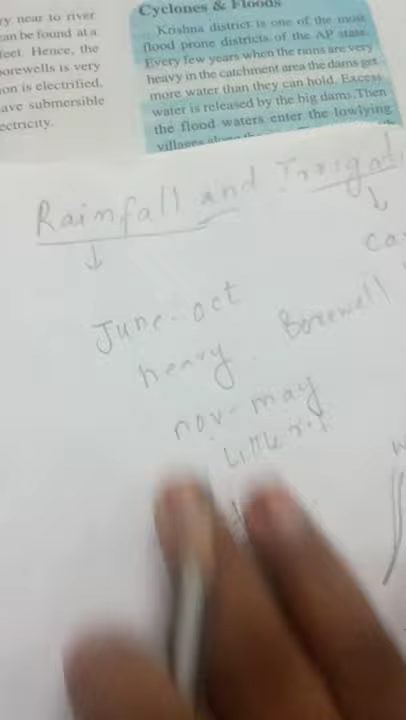 ry near to river
can be found at a
feet. Hence, the
borewells is very
ion is electrified,
ave submersible
ectricity.
Cyclones & Floods
Krishna district is one of the most
flood prone districts of the AP state.
Every few years when the rains are very
heavy in the catchment area the dams get
more water than they can hold. Excess
water is released by the big dams. Then
the flood waters enter the lowlying
villages
Rainfall and Irrigati
ca
June-oct
heavy
Borewell
nov-may
Little